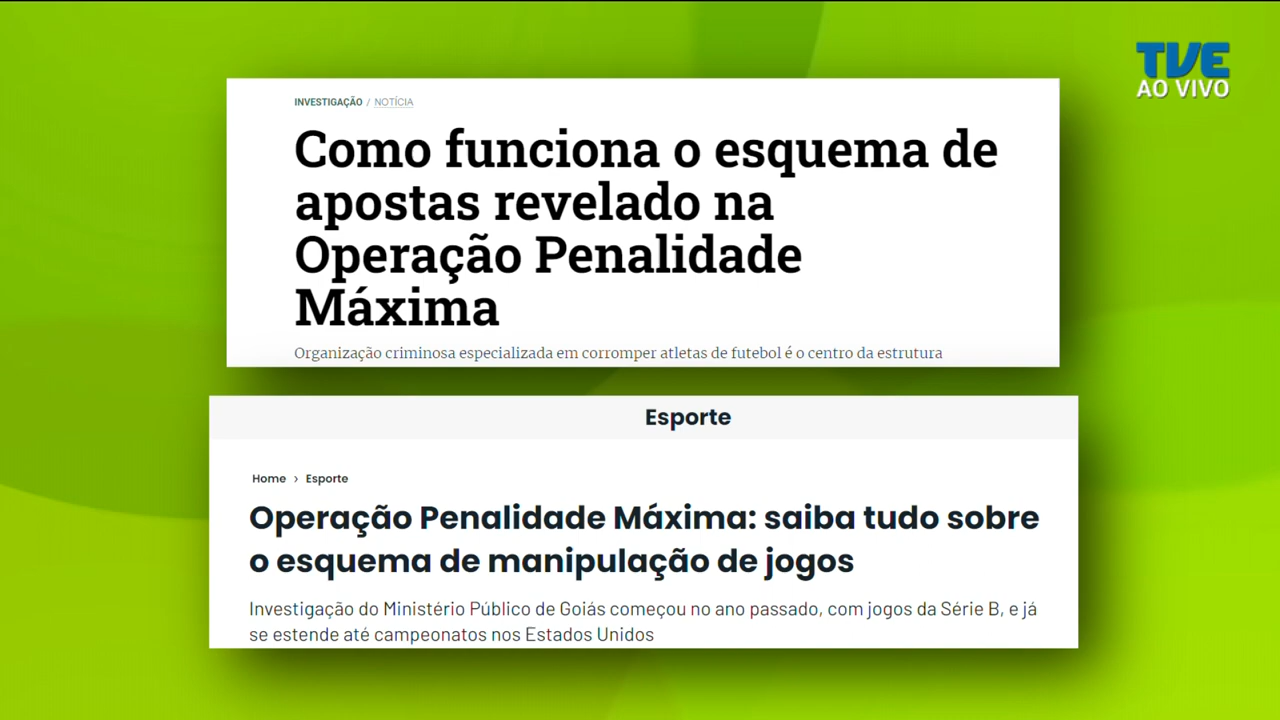 TVE
AO VIVO
INVESTIGAÇÃO / NOTÍCIA
Como funciona o esquema de
apostas revelado na
Operação Penalidade
Máxima
Organização criminosa especializada em corromper atletas de futebol é o centro da estrutura
Esporte
Home › Esporte
Operação Penalidade Máxima: saiba tudo sobre
o esquema de manipulação de jogos
Investigação do Ministério Público de Goiás começou no ano passado, com jogos da Série B, e já
se estende até campeonatos nos Estados Unidos